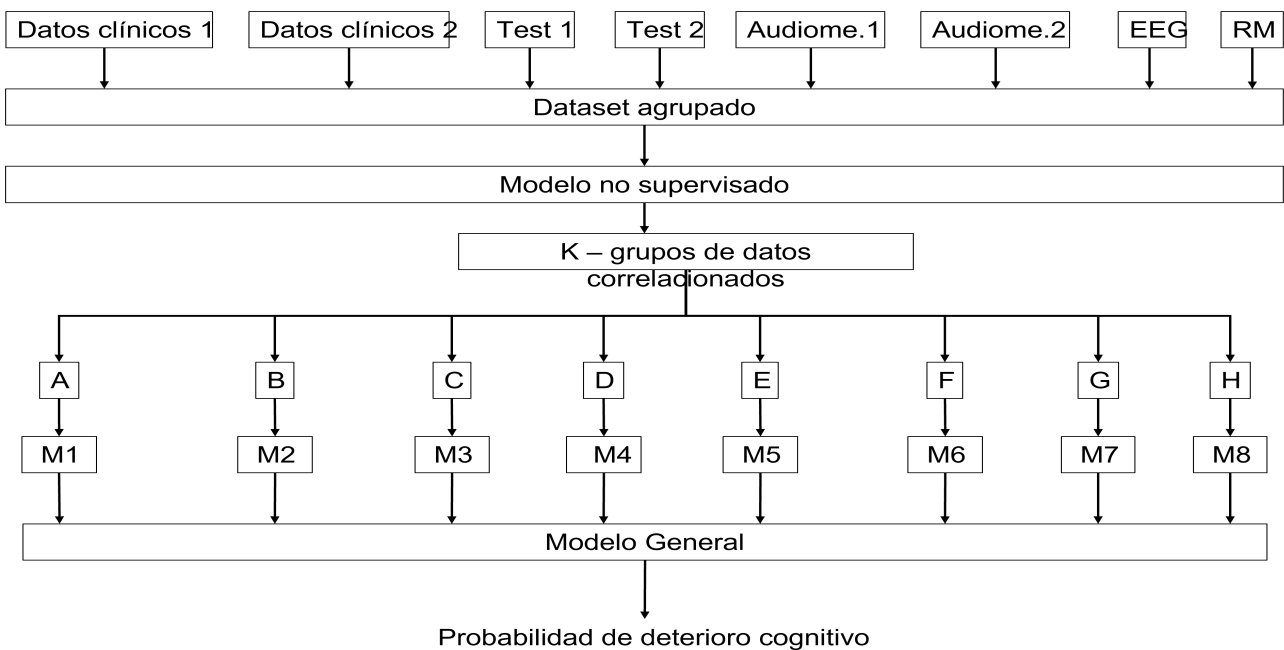 Datos clínicos 1 Datos clínicos 2 Test 1 Test 2 Audiome.1 Audiome.2 EEG RM
Dataset agrupado
Modelo no supervisado
K – grupos de datos
correlacionados
A B C D E F G H
M1 M2 M3 M4 M5 M6 M7 M8
Modelo General
Probabilidad de deterioro cognitivo